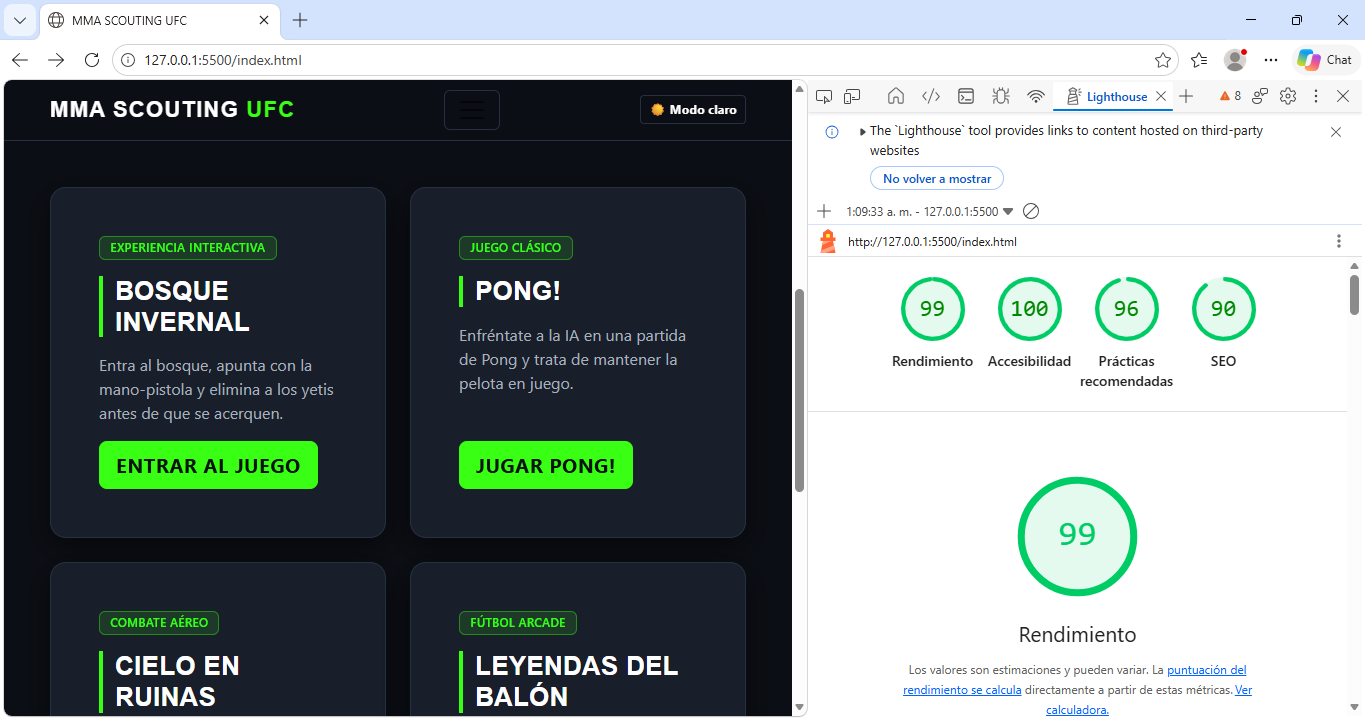 MMA SCOUTING UFC
127.0.0.1:5500/index.html
Chat
MMA SCOUTING UFC
Modo claro
EXPERIENCIA INTERACTIVA
BOSQUE
INVERNAL
Entra al bosque, apunta con la
mano-pistola y elimina a los yetis
antes de que se acerquen.
ENTRAR AL JUEGO
JUEGO CLÁSICO
PONG!
Enfréntate a la IA en una partida
de Pong y trata de mantener la
pelota en juego.
JUGAR PONG!
COMBATE AÉREO
CIELO EN
RUINAS
FÚTBOL ARCADE
LEYENDAS DEL
BALÓN
Lighthouse
8
The `Lighthouse` tool provides links to content hosted on third-party
websites
No volver a mostrar
1:09:33 a. m. - 127.0.0.1:5500
http://127.0.0.1:5500/index.html
99
Rendimiento
100
Accesibilidad
96
Prácticas
recomendadas
90
SEO
99
Rendimiento
Los valores son estimaciones y pueden variar. La puntuación del
rendimiento se calcula directamente a partir de estas métricas. Ver
calculadora.